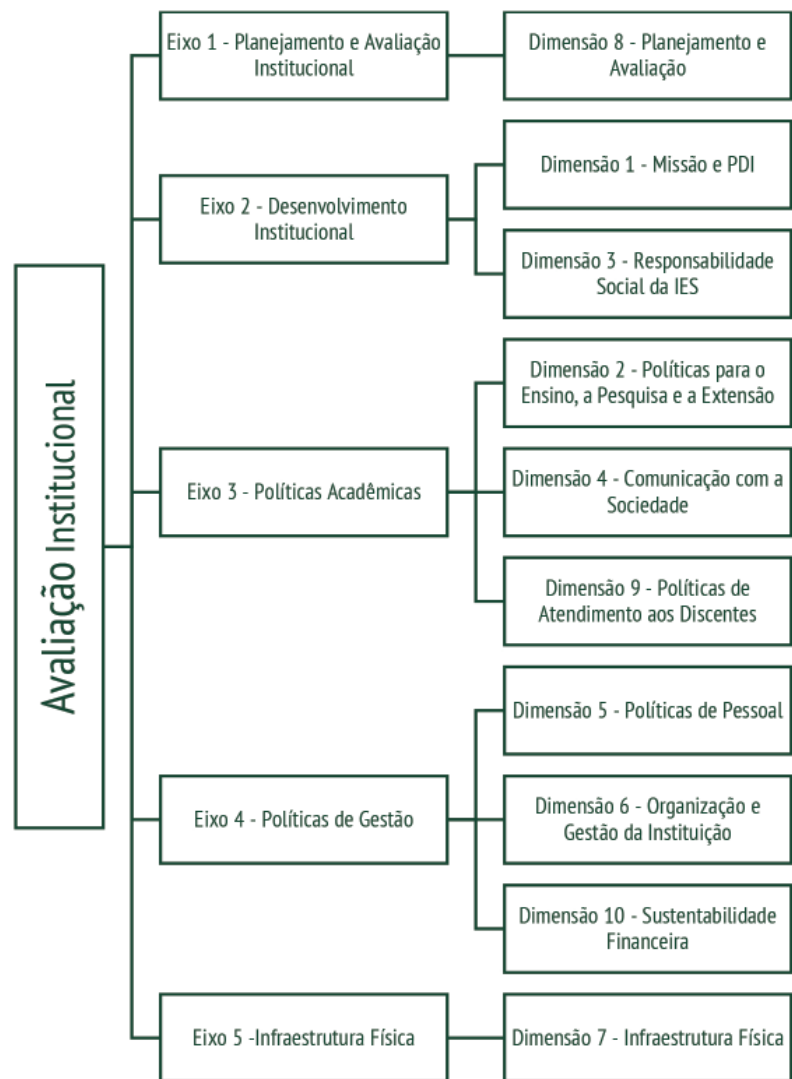 Avaliação Institucional
Eixo 1 - Planejamento e Avaliação
Institucional
Dimensão 8 - Planejamento e
Avaliação
Eixo 2 - Desenvolvimento
Institucional
Dimensão 1 - Missão e PDI
Dimensão 3 - Responsabilidade
Social da IES
Eixo 3 - Políticas Acadêmicas
Dimensão 2 - Políticas para o
Ensino, a Pesquisa e a Extensão
Dimensão 4 - Comunicação com a
Sociedade
Dimensão 9 - Políticas de
Atendimento aos Discentes
Eixo 4 - Políticas de Gestão
Dimensão 5 - Políticas de Pessoal
Dimensão 6 - Organização e
Gestão da Instituição
Dimensão 10 - Sustentabilidade
Financeira
Eixo 5 -Infraestrutura Física
Dimensão 7 - Infraestrutura Física